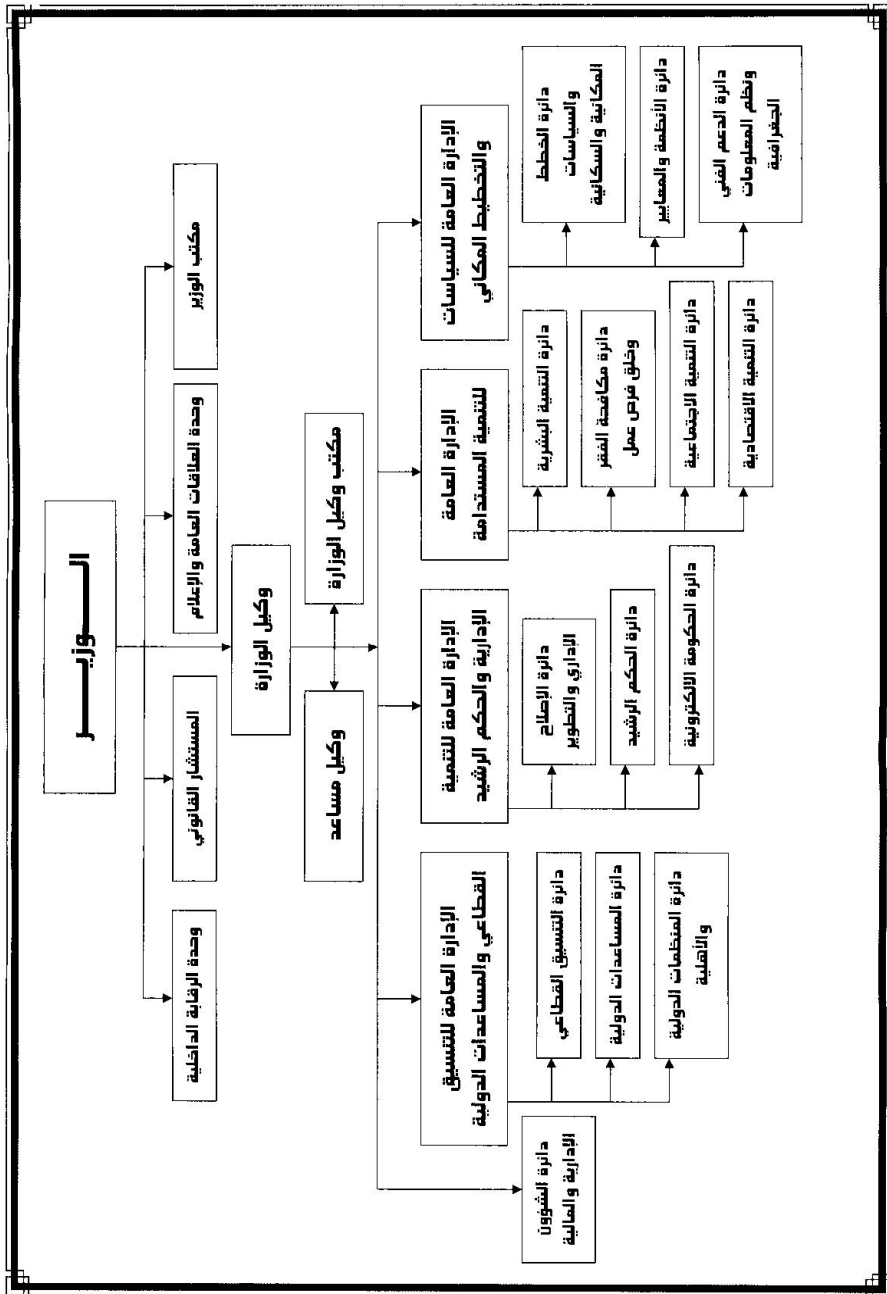 الـــــوزيـــــر
مكتب الوزير
وحدة العلاقات العامة والإعلام
المستشار القانوني
وحدة الرقابة الداخلية
وكيل الوزارة
مكتب وكيل الوزارة
وكيل مساعد
الإدارة العامة للسياسات
والتخطيط المكاني
دائرة الخطط
والسياسات
المكانية والسكانية
دائرة الأنظمة والمعايير
دائرة الدعم الفني
ونظم المعلومات
الجغرافية
الإدارة العامة
للتنمية المستدامة
دائرة التنمية البشرية
دائرة مكافحة الفقر
وخلق فرص عمل
دائرة التنمية الاجتماعية
دائرة التنمية الاقتصادية
الإدارة العامة للتنمية
الإدارية والحكم الرشيد
دائرة الإصلاح
الإداري والتطوير
دائرة الحكم الرشيد
دائرة الحكومة الالكترونية
الإدارة العامة للتنسيق
القطاعي والمساعدات الدولية
دائرة التنسيق القطاعي
دائرة المساعدات الدولية
دائرة المنظمات الدولية
والأهلية
دائرة الشؤون
الإدارية والمالية